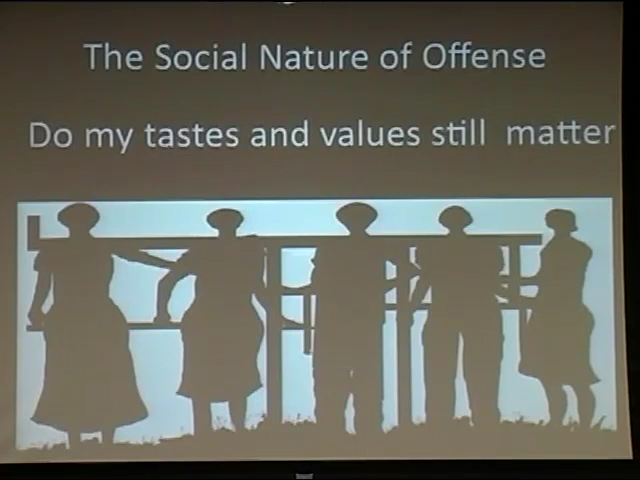 The Social Nature of Offense
Do my tastes and values still matter